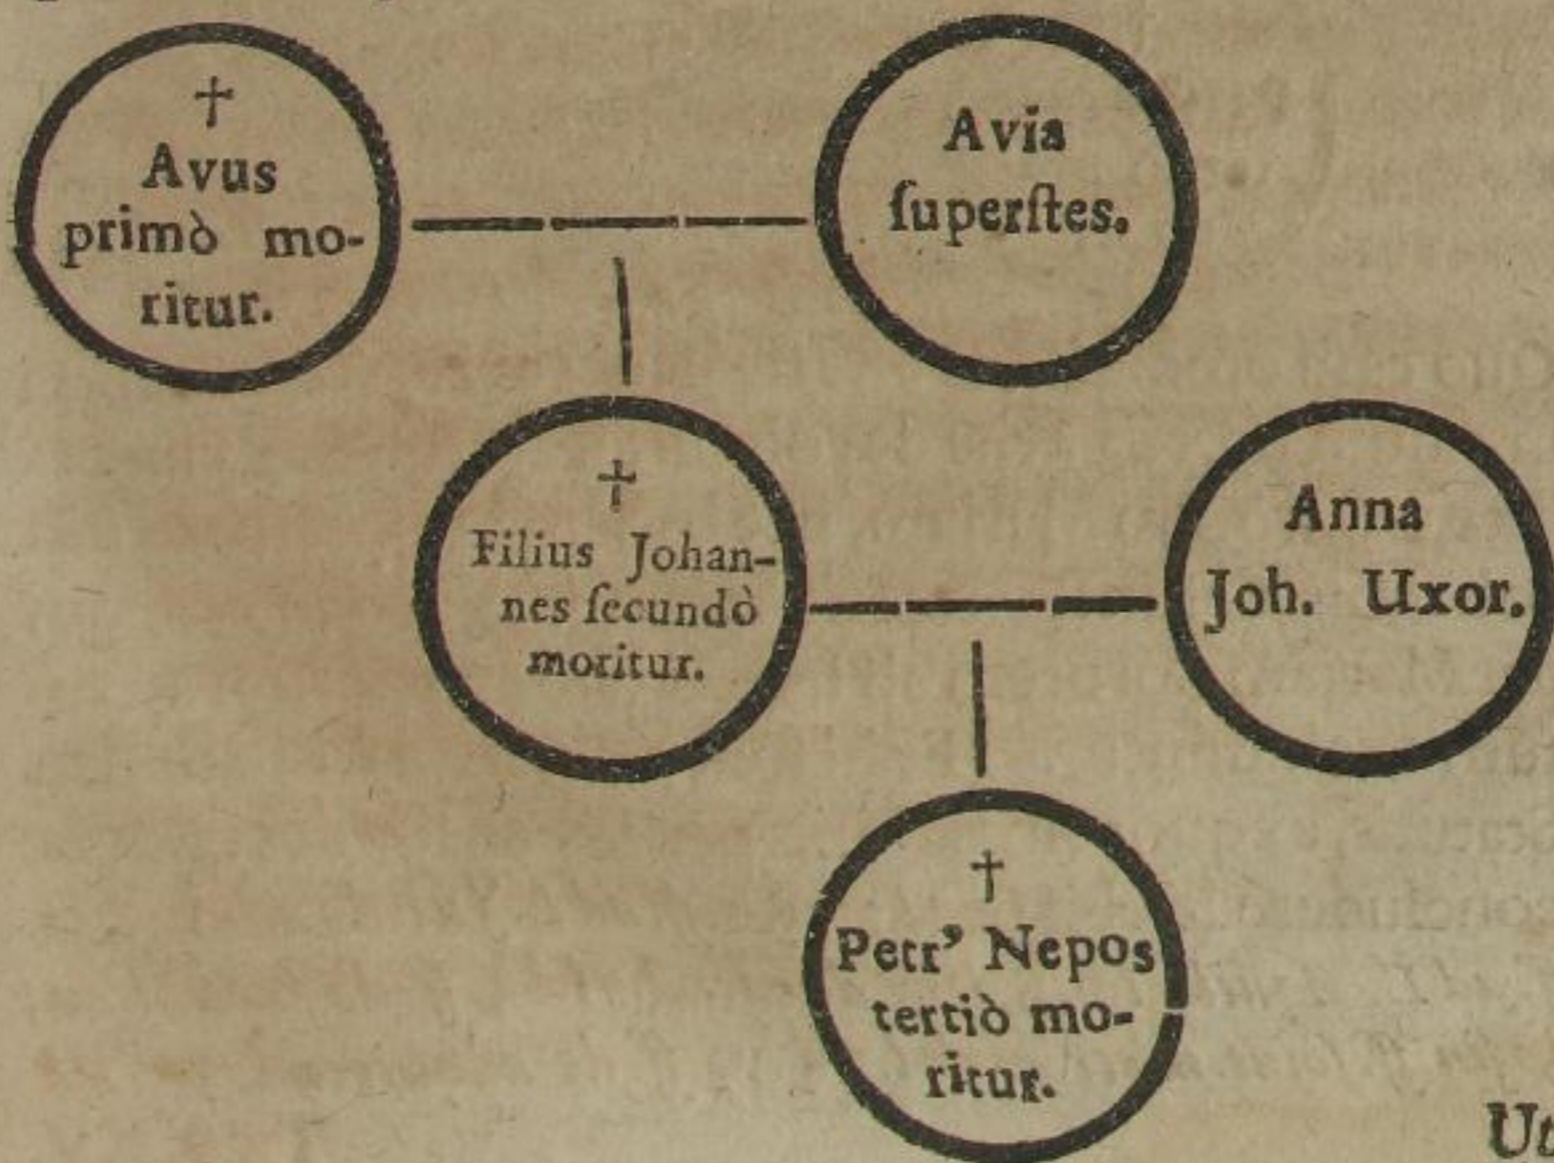 †
Avus
primò mo-
ritur.
Avia
ſuperſtes.
†
Filius Johan-
nes ſecundò
moritur.
Anna
Joh. Uxor.
†
Petr' Nepos
tertiò mo-
ritur.